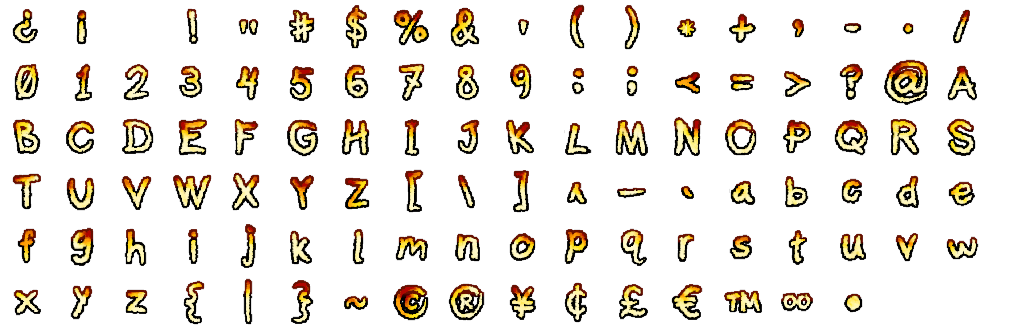 ¿ ¡ ! " # $ % & ' ( ) * + , - . /
0 1 2 3 4 5 6 7 8 9 : ; < = > ? @ A
B C D E F G H I J K L M N O P Q R S
T U V W X Y Z [ \ ] ^ _ ` a b c d e
f g h i j k l m n o p q r s t u v w
x y z { | } ~ © ® ¥ ¢ £ € ™ ∞ •